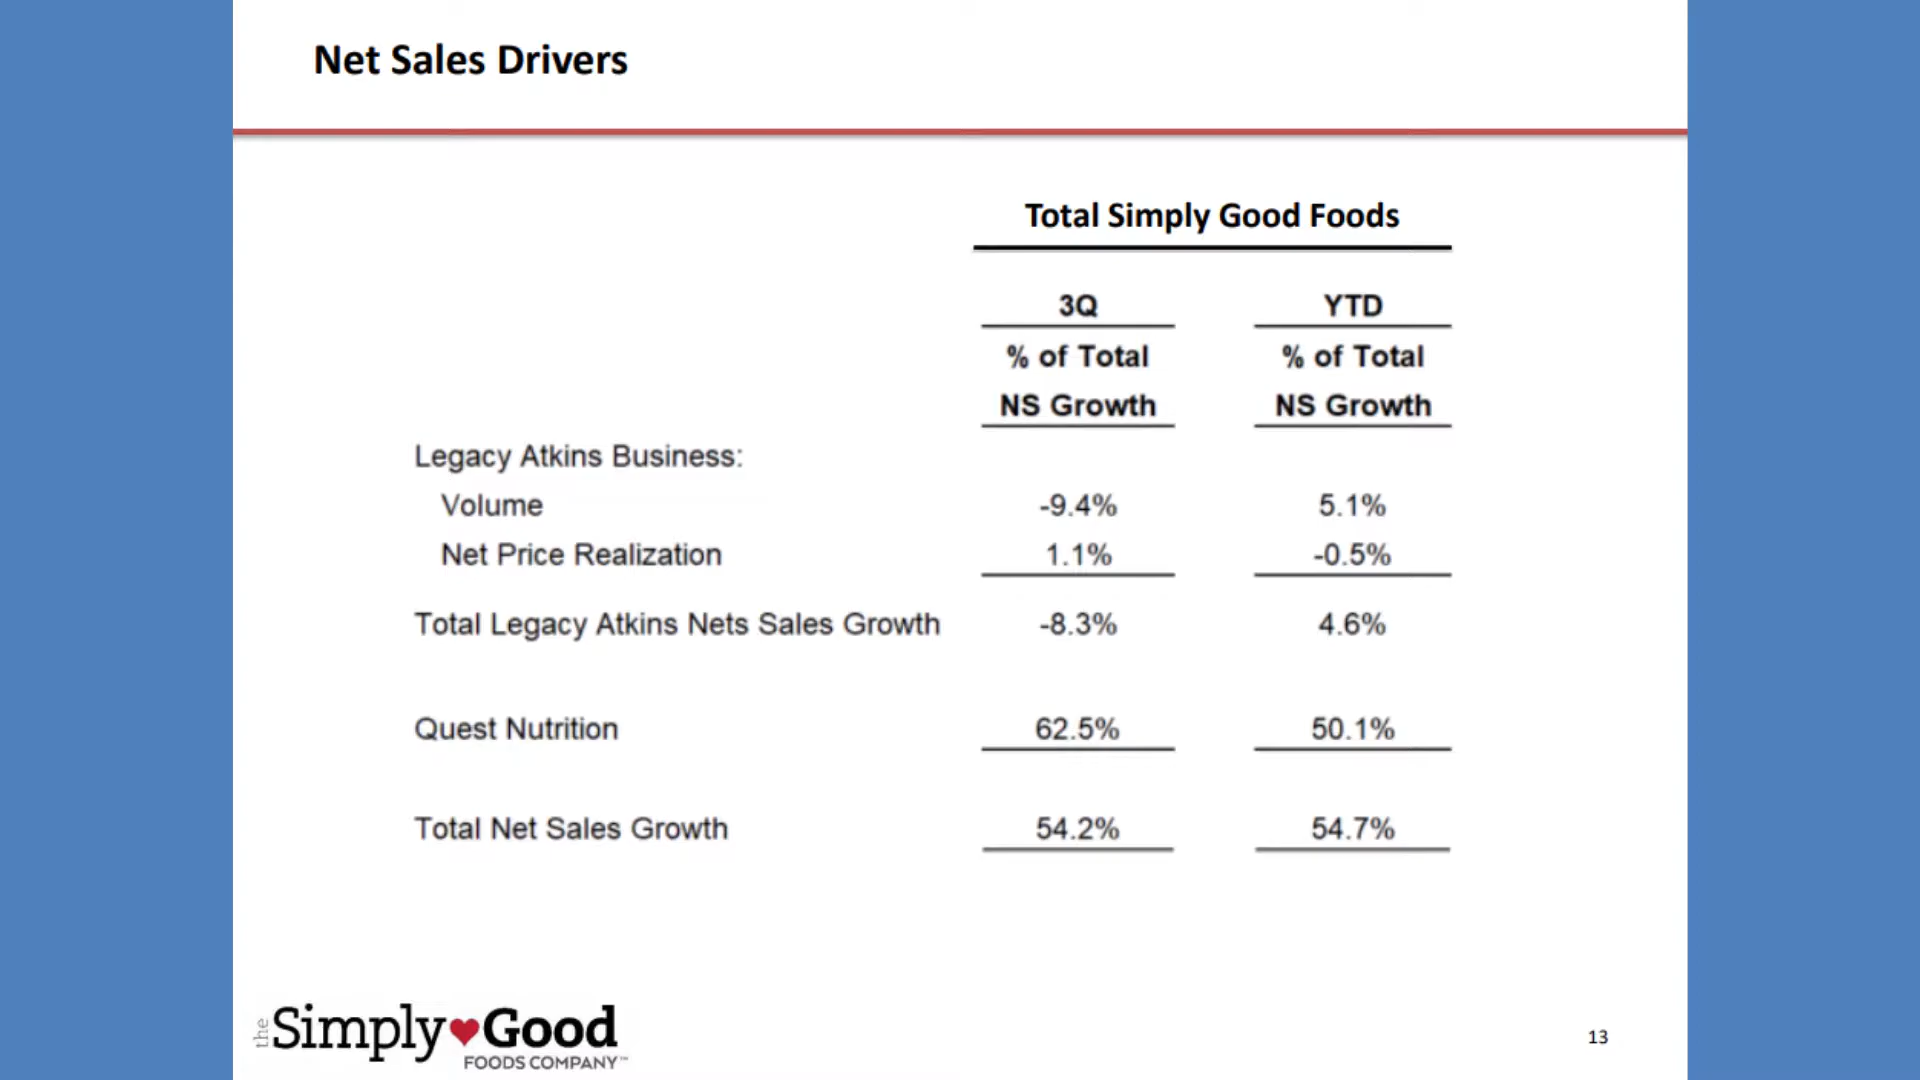 Net Sales Drivers
Total Simply Good Foods
3Q YTD
% of Total % of Total
NS Growth NS Growth
Legacy Atkins Business:
Volume -9.4% 5.1%
Net Price Realization 1.1% -0.5%
Total Legacy Atkins Nets Sales Growth -8.3% 4.6%
Quest Nutrition 62.5% 50.1%
Total Net Sales Growth 54.2% 54.7%
the Simply Good
FOODS COMPANY™
13